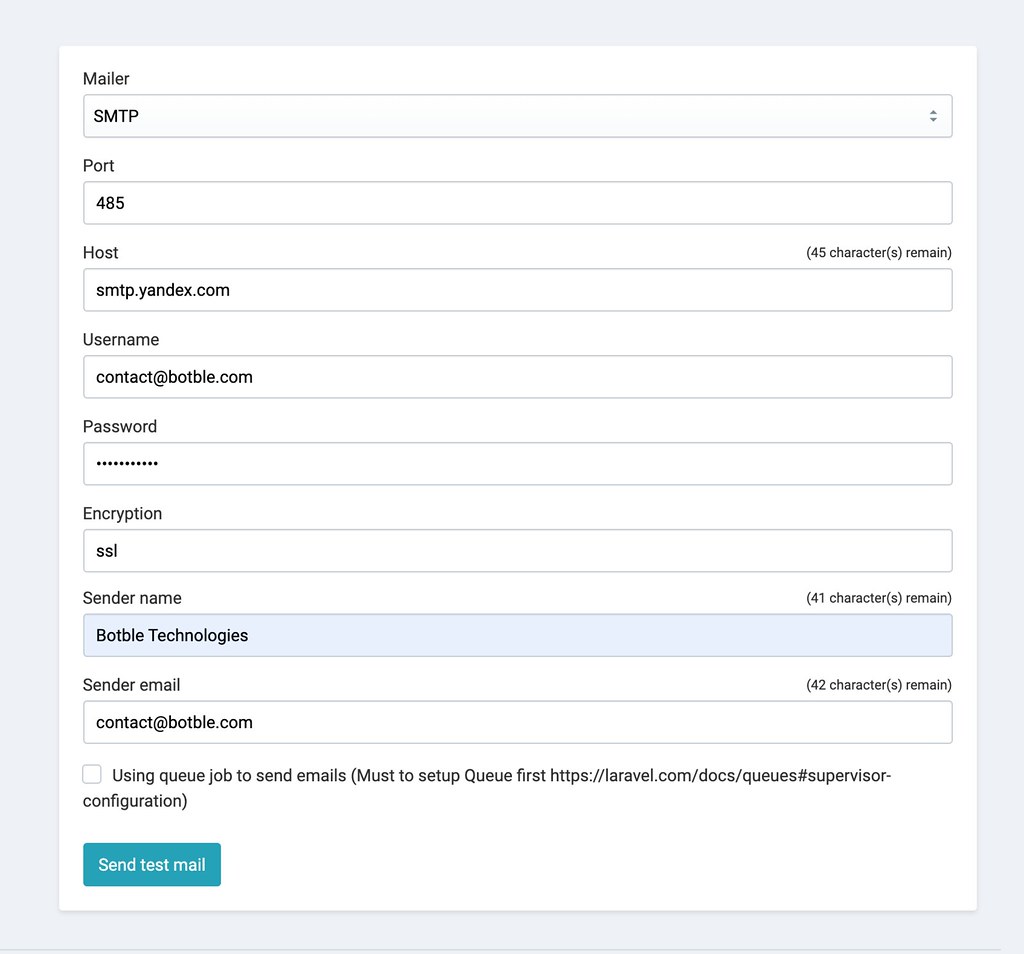 Mailer
SMTP
Port
485
Host (45 character(s) remain)
smtp.yandex.com
Username
contact@botble.com
Password
•••••••••••
Encryption
ssl
Sender name (41 character(s) remain)
Botble Technologies
Sender email (42 character(s) remain)
contact@botble.com
Using queue job to send emails (Must to setup Queue first https://laravel.com/docs/queues#supervisor-
configuration)
Send test mail